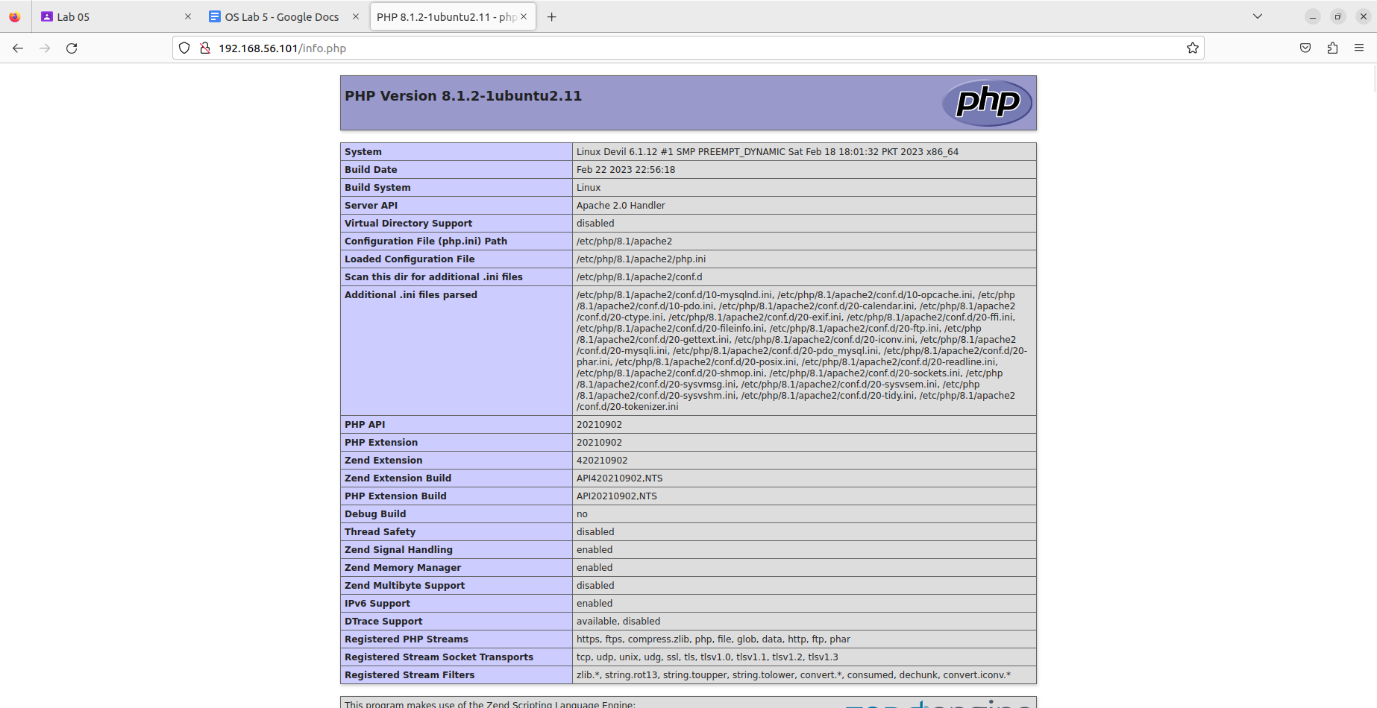 Lab 05
OS Lab 5 - Google Docs
PHP 8.1.2-1ubuntu2.11 - php
192.168.56.101/info.php
PHP Version 8.1.2-1ubuntu2.11
php
System Linux Devil 6.1.12 #1 SMP PREEMPT_DYNAMIC Sat Feb 18 18:01:32 PKT 2023 x86_64
Build Date Feb 22 2023 22:56:18
Build System Linux
Server API Apache 2.0 Handler
Virtual Directory Support disabled
Configuration File (php.ini) Path /etc/php/8.1/apache2
Loaded Configuration File /etc/php/8.1/apache2/php.ini
Scan this dir for additional .ini files /etc/php/8.1/apache2/conf.d
Additional .ini files parsed /etc/php/8.1/apache2/conf.d/10-mysqlnd.ini, /etc/php/8.1/apache2/conf.d/10-opcache.ini, /etc/php
/8.1/apache2/conf.d/10-pdo.ini, /etc/php/8.1/apache2/conf.d/20-calendar.ini, /etc/php/8.1/apache2
/conf.d/20-ctype.ini, /etc/php/8.1/apache2/conf.d/20-exif.ini, /etc/php/8.1/apache2/conf.d/20-ffi.ini,
/etc/php/8.1/apache2/conf.d/20-fileinfo.ini, /etc/php/8.1/apache2/conf.d/20-ftp.ini, /etc/php
/8.1/apache2/conf.d/20-gettext.ini, /etc/php/8.1/apache2/conf.d/20-iconv.ini, /etc/php/8.1/apache2
/conf.d/20-mysqli.ini, /etc/php/8.1/apache2/conf.d/20-pdo_mysql.ini, /etc/php/8.1/apache2/conf.d/20-
phar.ini, /etc/php/8.1/apache2/conf.d/20-posix.ini, /etc/php/8.1/apache2/conf.d/20-readline.ini,
/etc/php/8.1/apache2/conf.d/20-shmop.ini, /etc/php/8.1/apache2/conf.d/20-sockets.ini, /etc/php
/8.1/apache2/conf.d/20-sysvmsg.ini, /etc/php/8.1/apache2/conf.d/20-sysvsem.ini, /etc/php
/8.1/apache2/conf.d/20-sysvshm.ini, /etc/php/8.1/apache2/conf.d/20-tidy.ini, /etc/php/8.1/apache2
/conf.d/20-tokenizer.ini
PHP API 20210902
PHP Extension 20210902
Zend Extension 420210902
Zend Extension Build API420210902,NTS
PHP Extension Build API20210902,NTS
Debug Build no
Thread Safety disabled
Zend Signal Handling enabled
Zend Memory Manager enabled
Zend Multibyte Support disabled
IPv6 Support enabled
DTrace Support available, disabled
Registered PHP Streams https, ftps, compress.zlib, php, file, glob, data, http, ftp, phar
Registered Stream Socket Transports tcp, udp, unix, udg, ssl, tls, tlsv1.0, tlsv1.1, tlsv1.2, tlsv1.3
Registered Stream Filters zlib.*, string.rot13, string.toupper, string.tolower, convert.*, consumed, dechunk, convert.iconv.*
This program makes use of the Zend Scripting Language Engine: